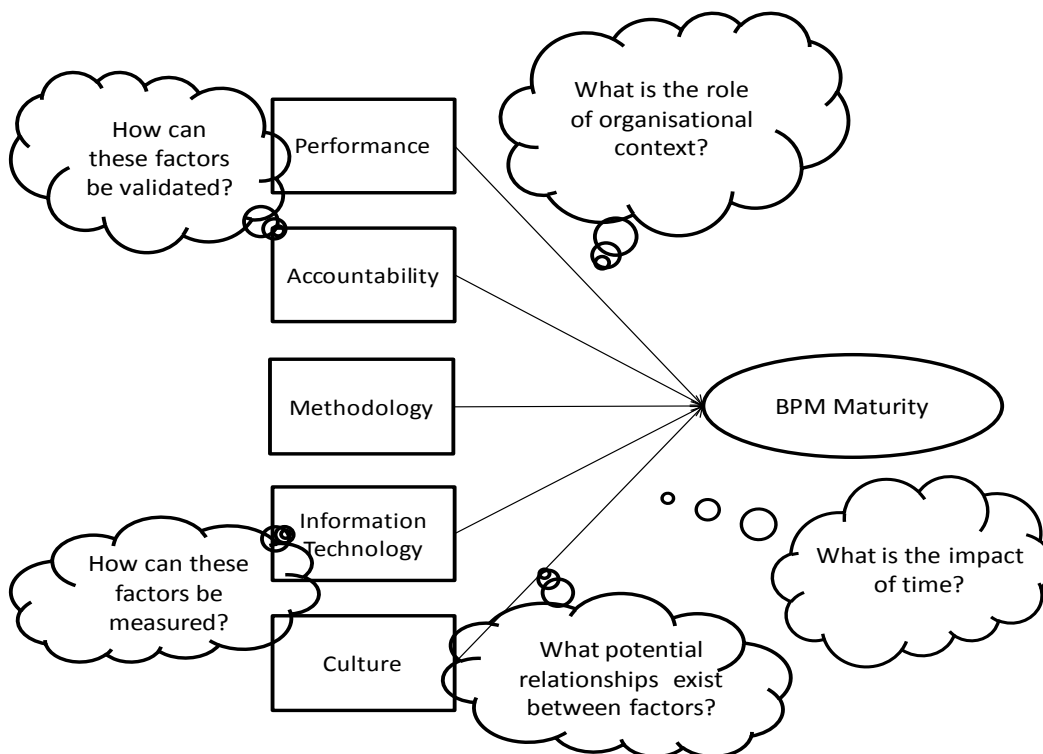 How can
these factors
be validated?
Performance
What is the role
of organisational
context?
Accountability
Methodology
BPM Maturity
Information
Technology
How can these
factors be
measured?
What is the impact
of time?
Culture
What potential
relationships exist
between factors?